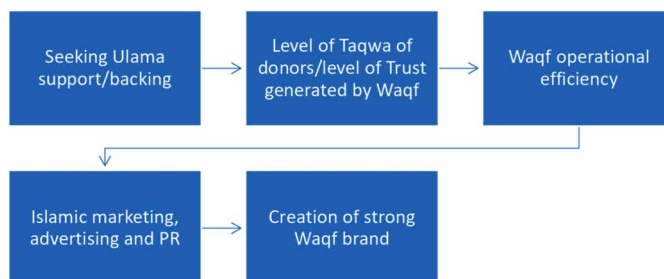 Seeking Ulama
support/backing
Level of Taqwa of
donors/level of Trust
generated by Waqf
Waqf operational
efficiency
Islamic marketing,
advertising and PR
Creation of strong
Waqf brand